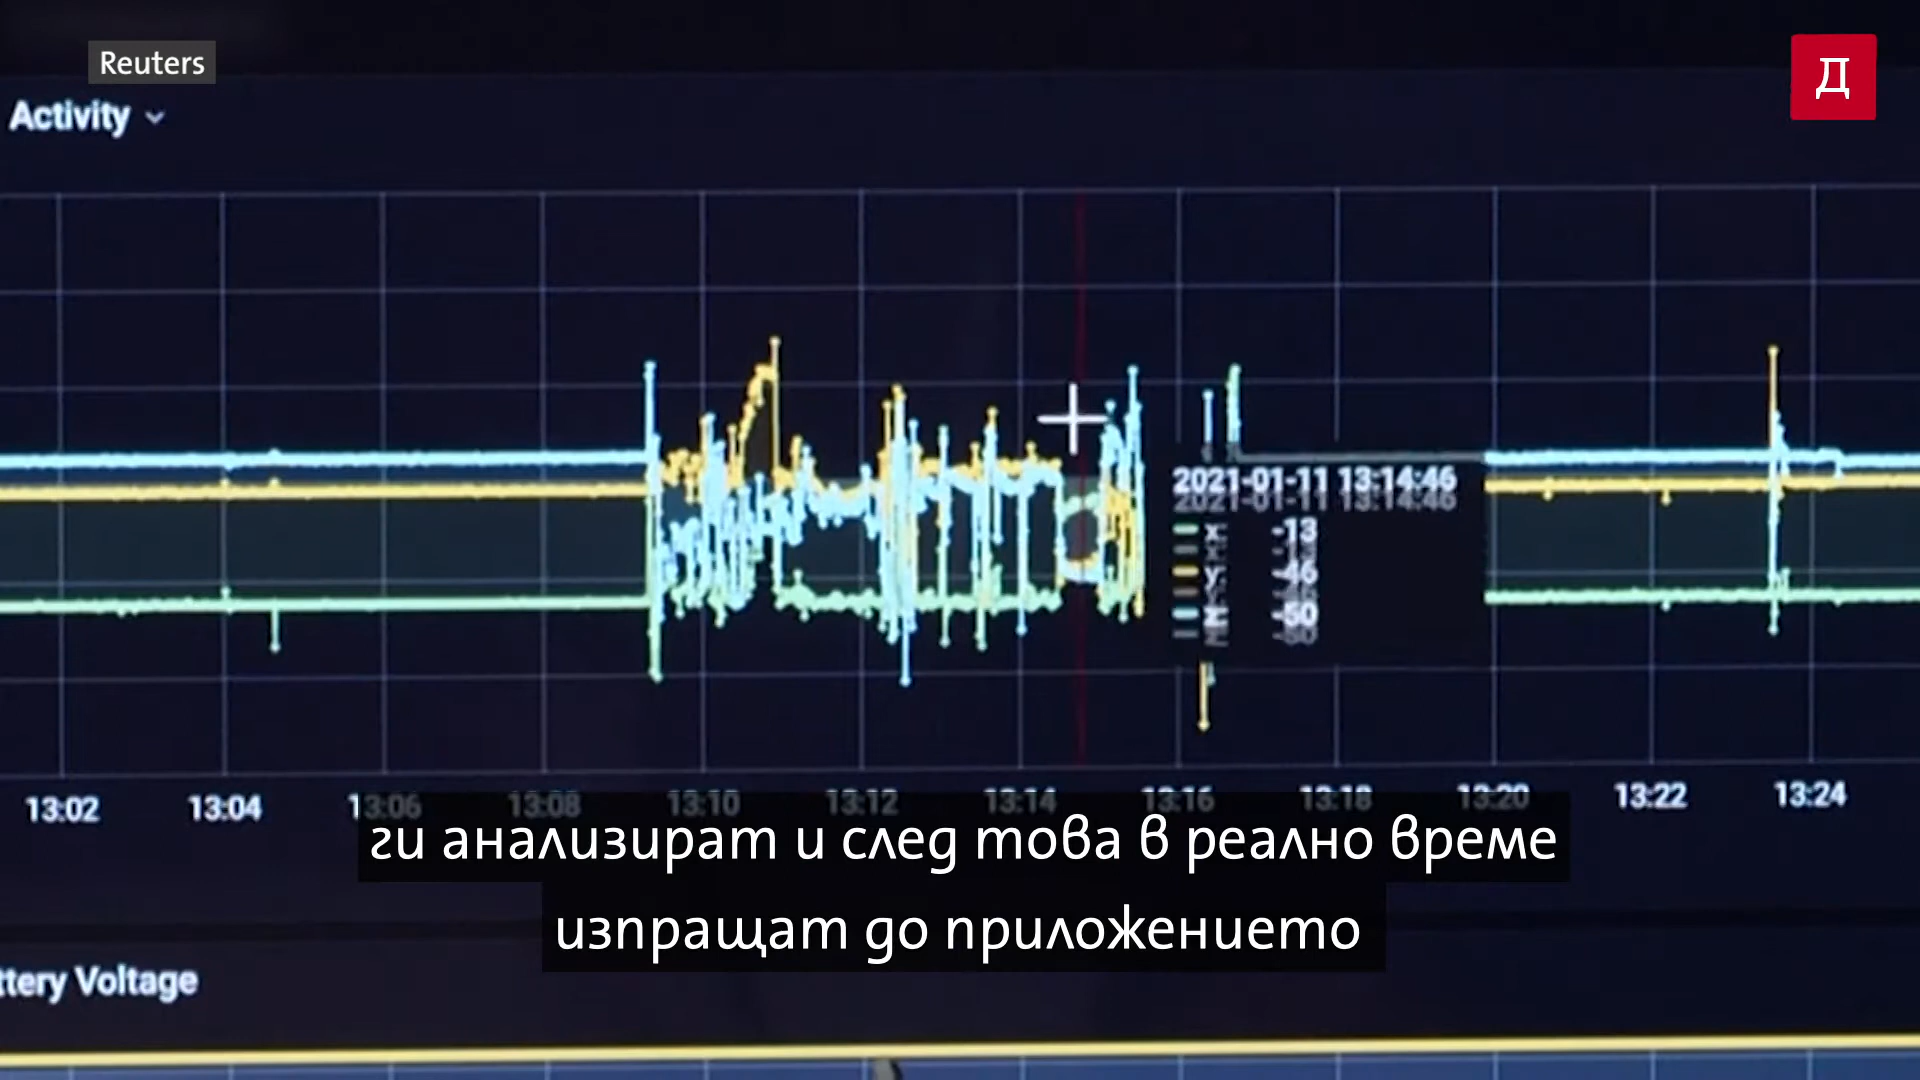 Reuters
Д
Activity
2021-01-11 13:14:46
x: -13
y: -46
z: -50
13:02 13:04 13:06 13:08 13:10 13:12 13:14 13:16 13:18 13:20 13:22 13:24
ги анализират и след това в реално време
изпращат до приложението
ttery Voltage